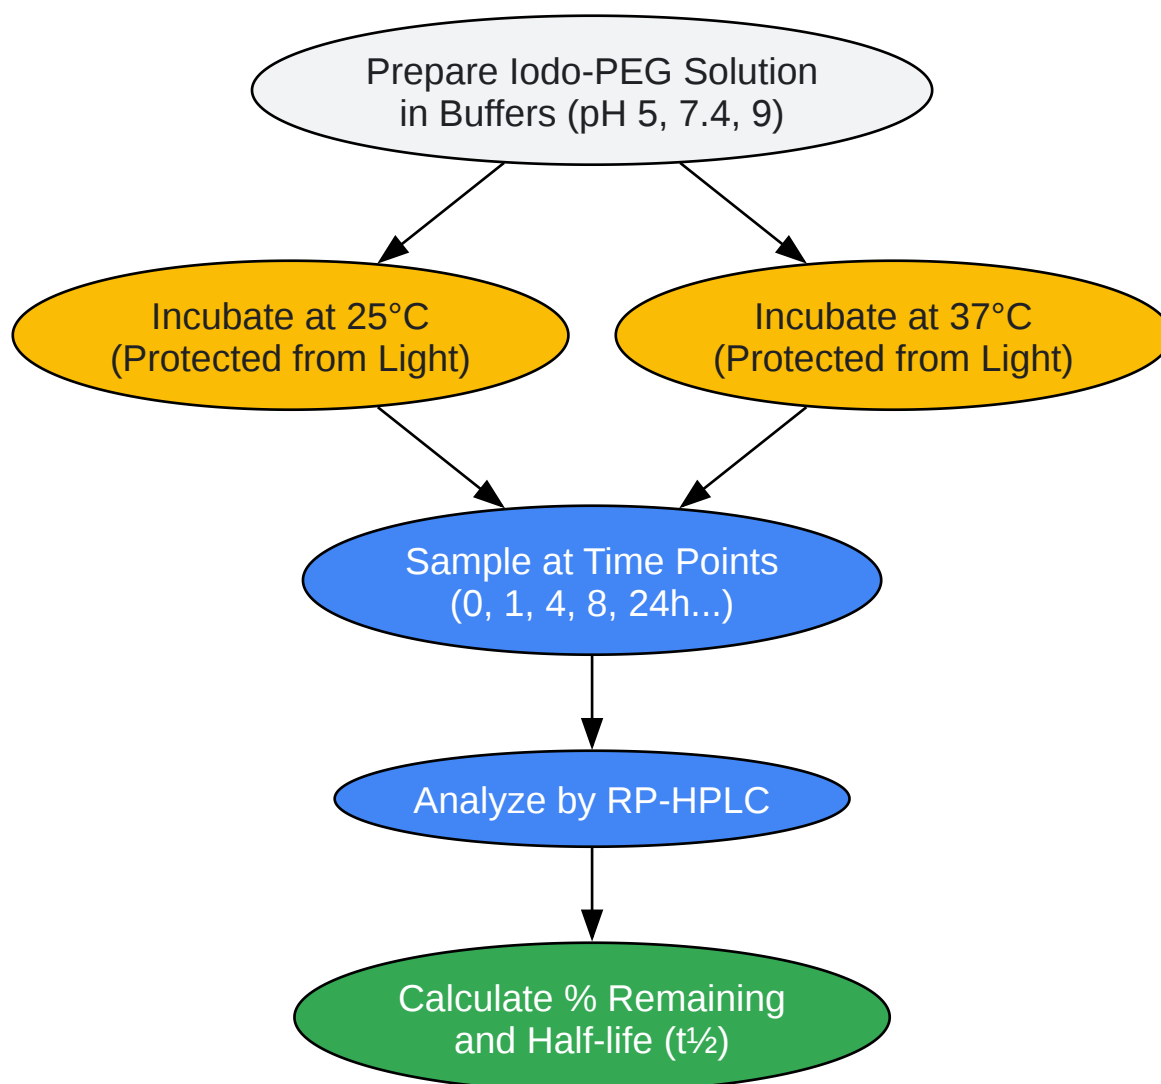 Prepare Iodo-PEG Solution
in Buffers (pH 5, 7.4, 9)
Incubate at 25°C
(Protected from Light)
Incubate at 37°C
(Protected from Light)
Sample at Time Points
(0, 1, 4, 8, 24h...)
Analyze by RP-HPLC
Calculate % Remaining
and Half-life (t½)